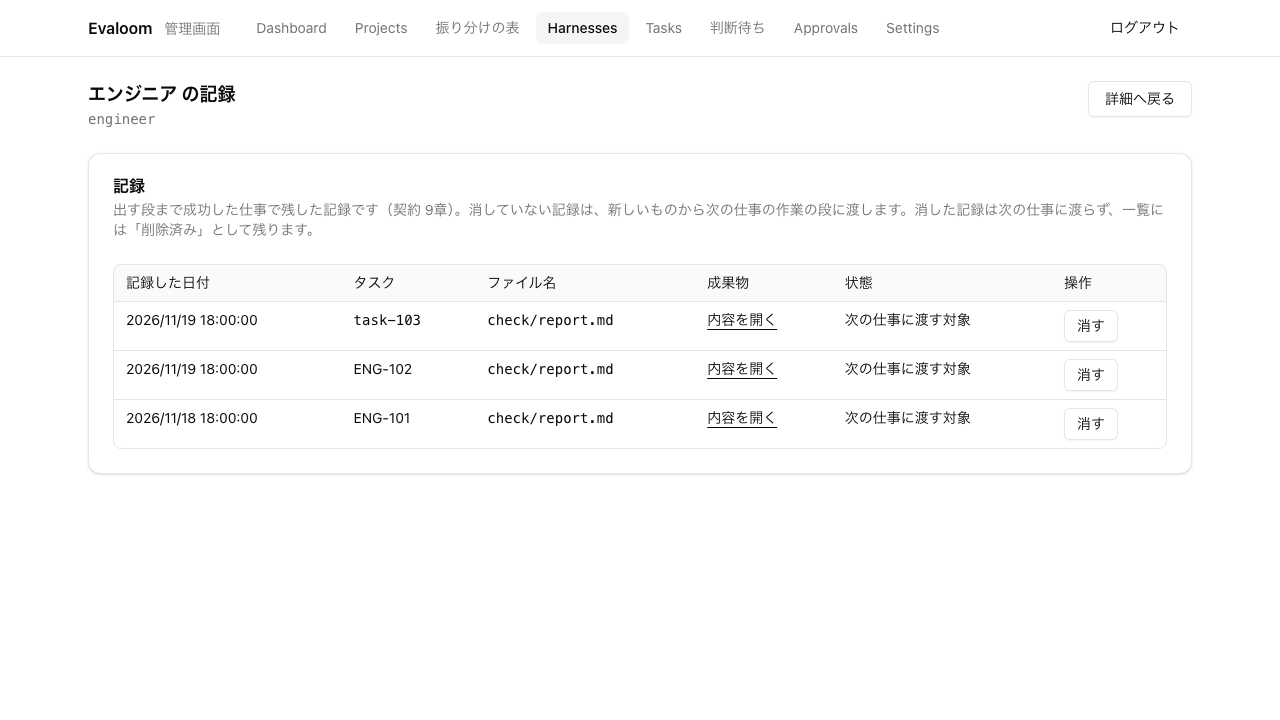 Evaloom 管理画面 Dashboard Projects 振り分けの表 Harnesses Tasks 判断待ち Approvals Settings ログアウト
エンジニア の記録
engineer
詳細へ戻る
記録
出す段まで成功した仕事で残した記録です（契約 9章）。消していない記録は、新しいものから次の仕事の作業の段に渡します。消した記録は次の仕事に渡らず、一覧に
は「削除済み」として残ります。
記録した日付 タスク ファイル名 成果物 状態 操作
2026/11/19 18:00:00 task-103 check/report.md 内容を開く 次の仕事に渡す対象 消す
2026/11/19 18:00:00 ENG-102 check/report.md 内容を開く 次の仕事に渡す対象 消す
2026/11/18 18:00:00 ENG-101 check/report.md 内容を開く 次の仕事に渡す対象 消す